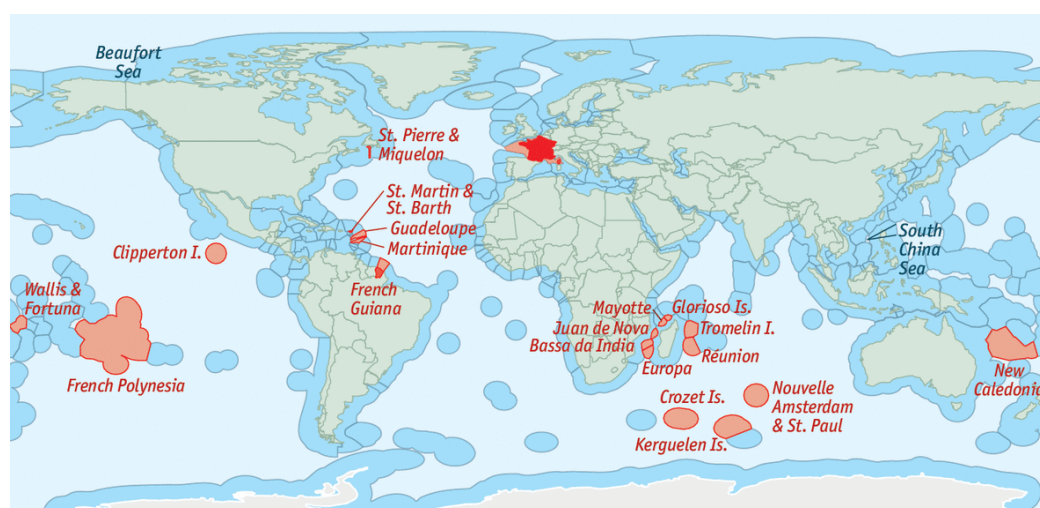 Beaufort
Sea
St. Pierre &
Miquelon
St. Martin &
St. Barth
Guadeloupe
Martinique
Clipperton I.
French
Guiana
Wallis &
Fortuna
French Polynesia
South
China
Sea
Mayotte
Glorioso Is.
Juan de Nova
Tromelin I.
Bassa da India
Réunion
Europa
New
Caledonia
Crozet Is.
Nouvelle
Amsterdam
& St. Paul
Kerguelen Is.